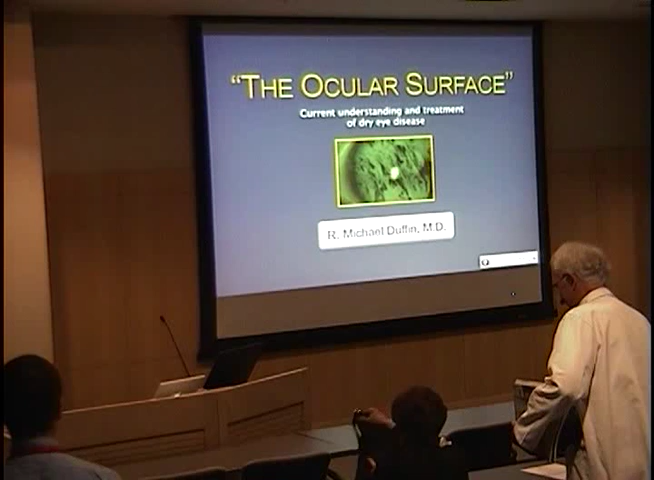 "THE OCULAR SURFACE"
Current understanding and treatment
of dry eye disease
R. Michael Duffin, M.D.